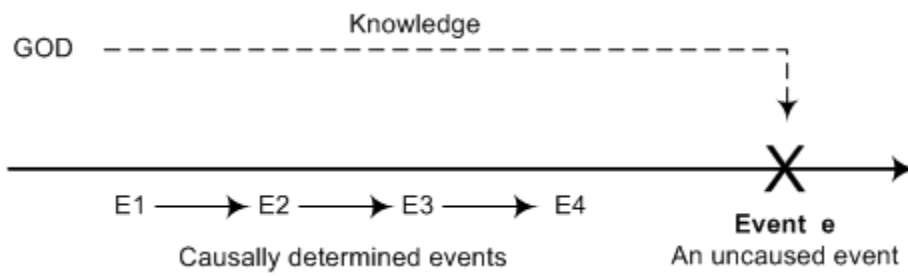 Knowledge
GOD
E1 E2 E3 E4
Event e
Causally determined events
An uncaused event